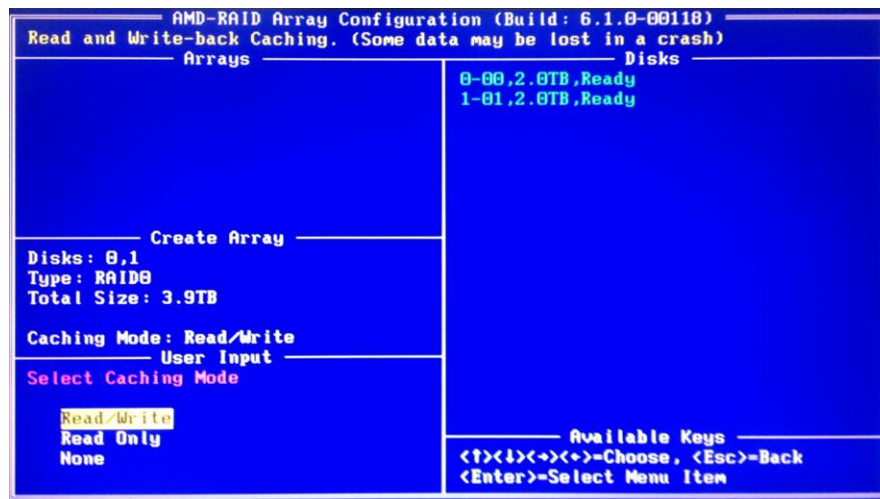 AMD-RAID Array Configuration (Build: 6.1.0-00118)
Read and Write-back Caching. (Some data may be lost in a crash)
Arrays
Disks
0-00,2.0TB,Ready
1-01,2.0TB,Ready
Create Array
Disks: 0,1
Type: RAID0
Total Size: 3.9TB
Caching Mode: Read/Write
User Input
Select Caching Mode
Read/Write
Read Only
None
Available Keys
<↑><↓><→><←>=Choose, <Esc>=Back
<Enter>=Select Menu Item